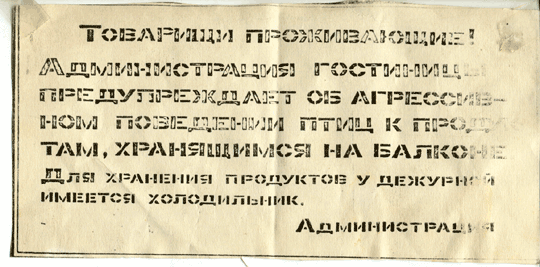 Товарищи проживающие!
Администрация гостиницы
предупреждает об агрессив-
ном поведении птиц к продук-
там, хранящимся на балконе
Для хранения продуктов у дежурной
имеется холодильник.
Администрация